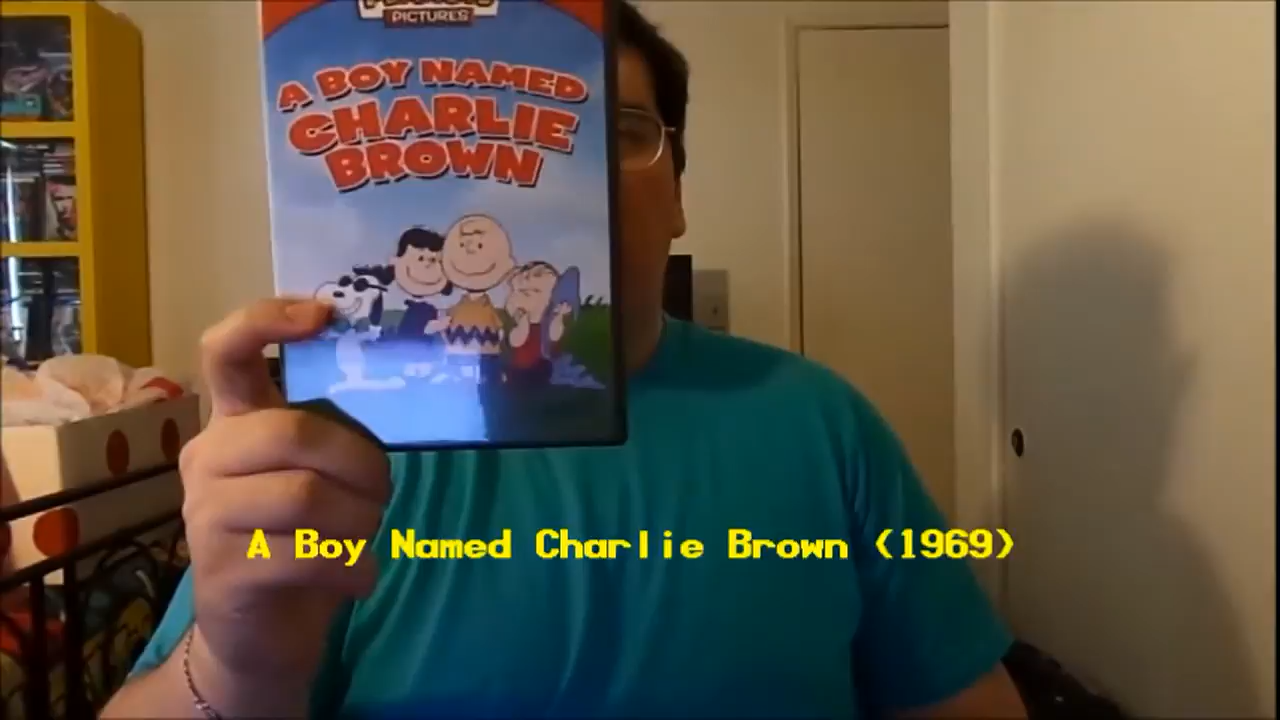 PICTURES
A BOY NAMED
CHARLIE
BROWN
A Boy Named Charlie Brown (1969)